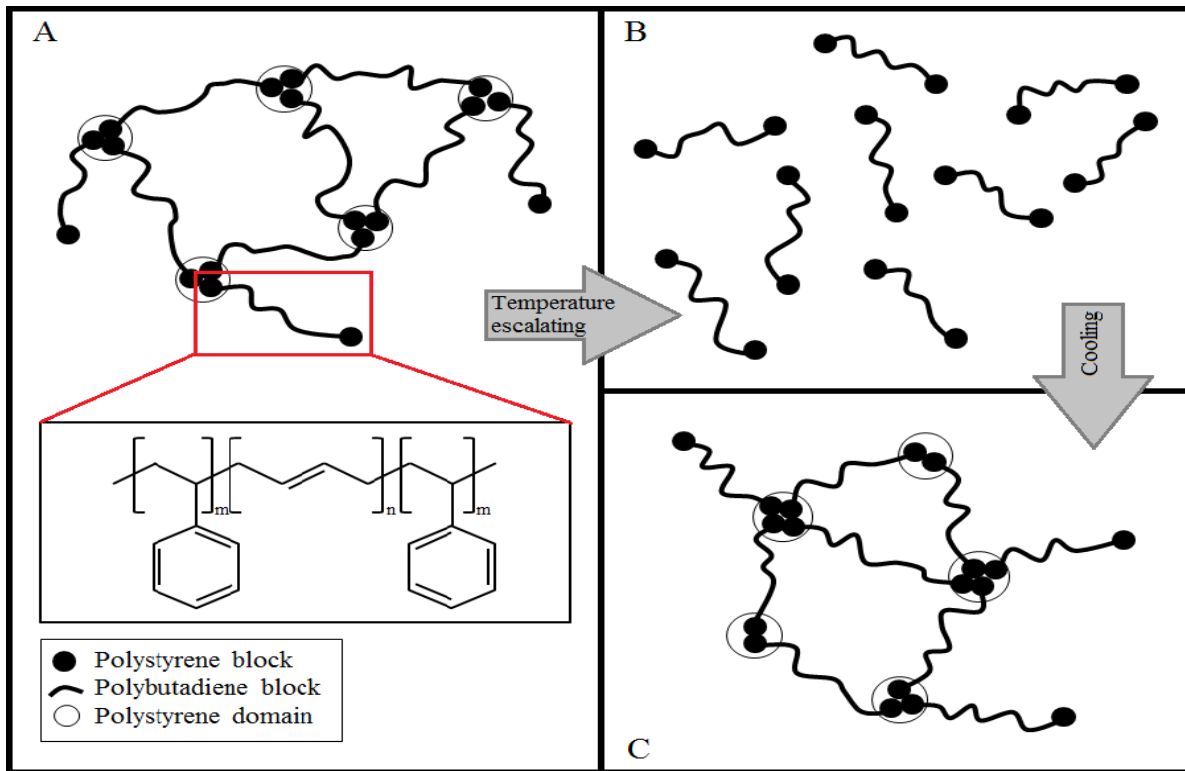 A
B
Temperature
escalating
Cooling
m
n
m
Polystyrene block
Polybutadiene block
Polystyrene domain
C